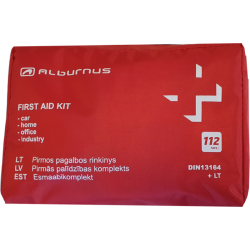 Alburnus
FIRST AID KIT
- car
- home
- office
- industry
112
LT Pirmos pagalbos rinkinys
LV Pirmās palīdzības komplekts
EST Esmaabikomplekt
DIN13164
+ LT